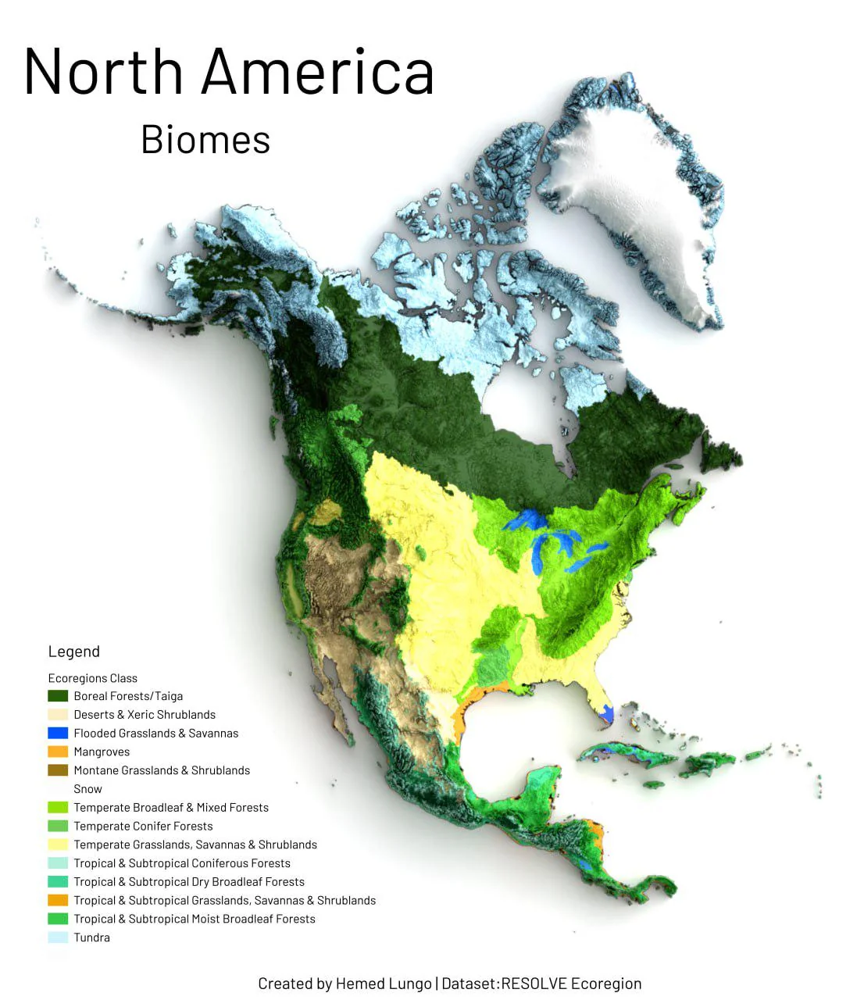 North America
Biomes
Legend
Ecoregions Class
Boreal Forests/Taiga
Deserts & Xeric Shrublands
Flooded Grasslands & Savannas
Mangroves
Montane Grasslands & Shrublands
Snow
Temperate Broadleaf & Mixed Forests
Temperate Conifer Forests
Temperate Grasslands, Savannas & Shrublands
Tropical & Subtropical Coniferous Forests
Tropical & Subtropical Dry Broadleaf Forests
Tropical & Subtropical Grasslands, Savannas & Shrublands
Tropical & Subtropical Moist Broadleaf Forests
Tundra
Created by Hemed Lungo | Dataset:RESOLVE Ecoregion